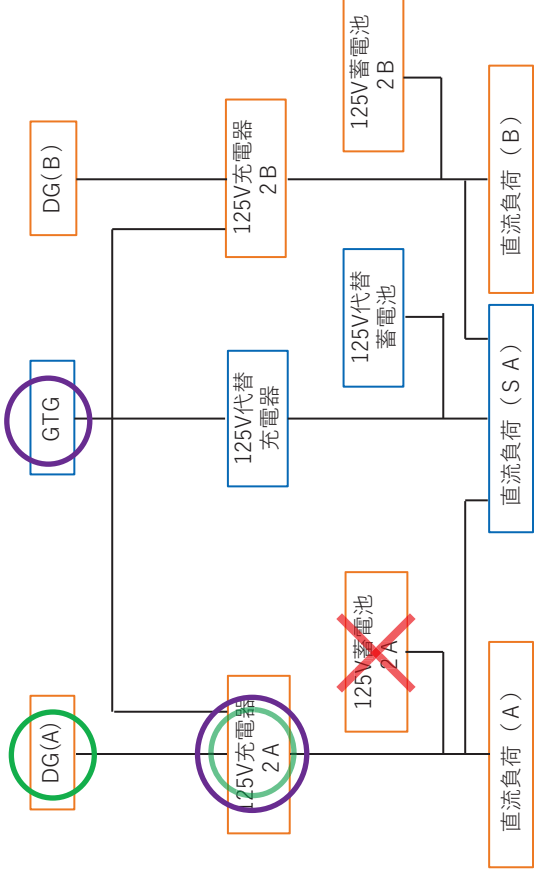 DG(A)
GTG
DG(B)
125V充電器
2A
125V代替
充電器
125V充電器
2B
125V蓄電池
2A
125V代替
蓄電池
125V蓄電池
2B
直流負荷（A）
直流負荷（SA）
直流負荷（B）